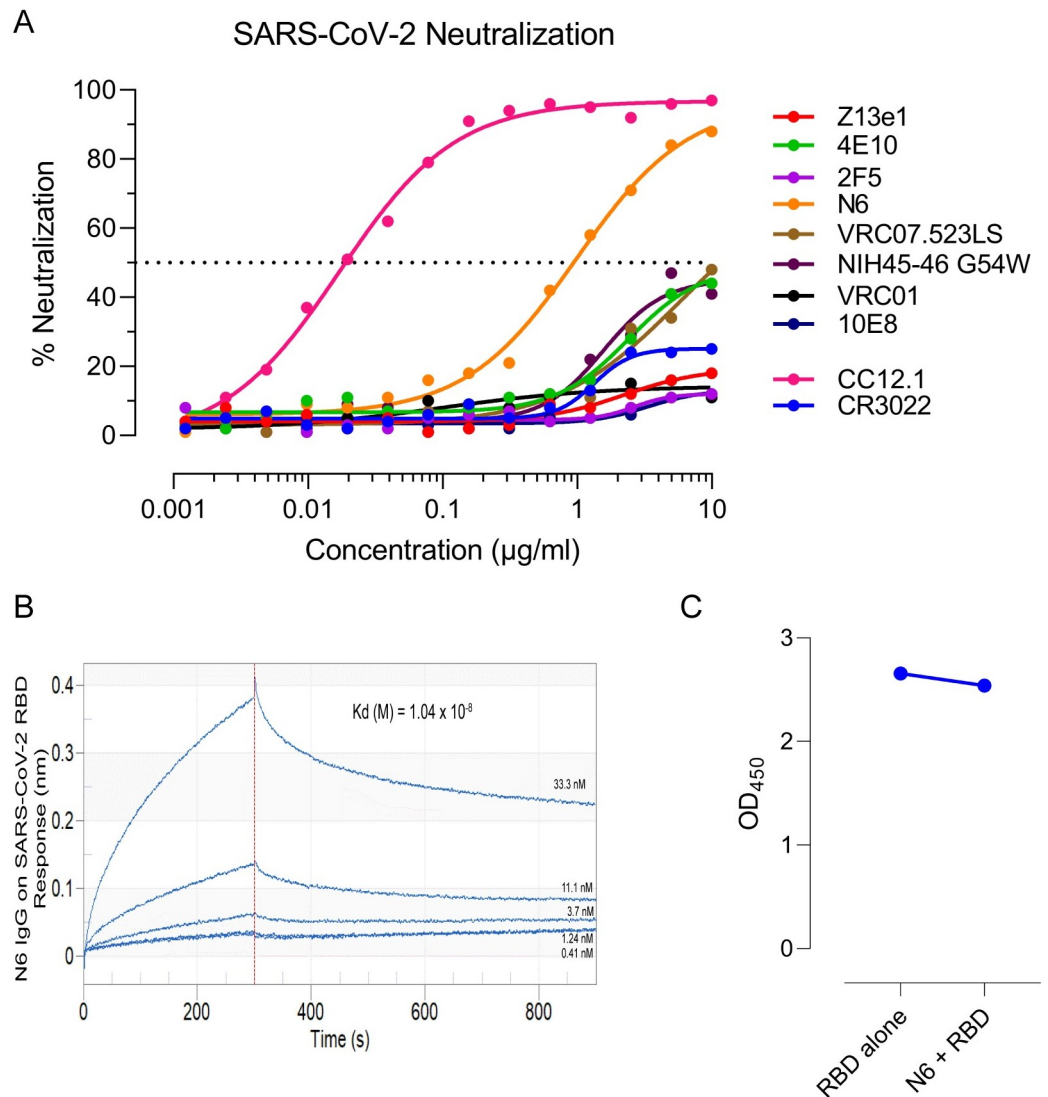 A
SARS-CoV-2 Neutralization
100
80
60
40
20
0
% Neutralization
0.001
0.01
0.1
1
10
Concentration (µg/ml)
Z13e1
4E10
2F5
N6
VRC07.523LS
NIH45-46 G54W
VRC01
10E8
CC12.1
CR3022
B
N6 IgG on SARS-CoV-2 RBD
Response (nm)
0.4
0.3
0.2
0.1
0
Kd (M) = 1.04 x 10⁻⁸
33.3 nM
11.1 nM
3.7 nM
1.24 nM
0.41 nM
0
200
400
600
800
Time (s)
C
OD₄₅₀
3
2
1
0
RBD alone
N6 + RBD